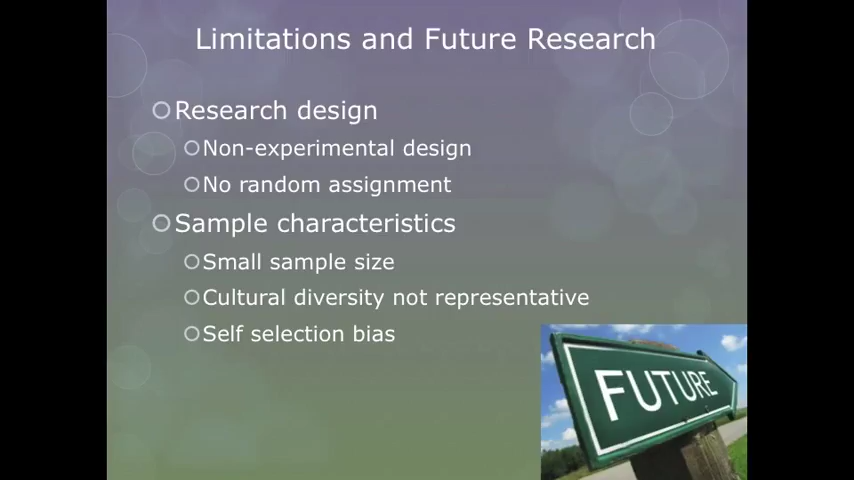 Limitations and Future Research
Research design
Non-experimental design
No random assignment
Sample characteristics
Small sample size
Cultural diversity not representative
Self selection bias
FUTURE